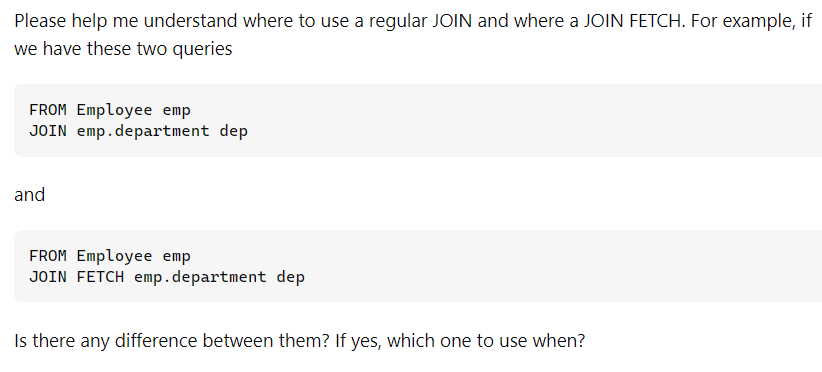 Please help me understand where to use a regular JOIN and where a JOIN FETCH. For example, if
we have these two queries
FROM Employee emp
JOIN emp.department dep
and
FROM Employee emp
JOIN FETCH emp.department dep
Is there any difference between them? If yes, which one to use when?